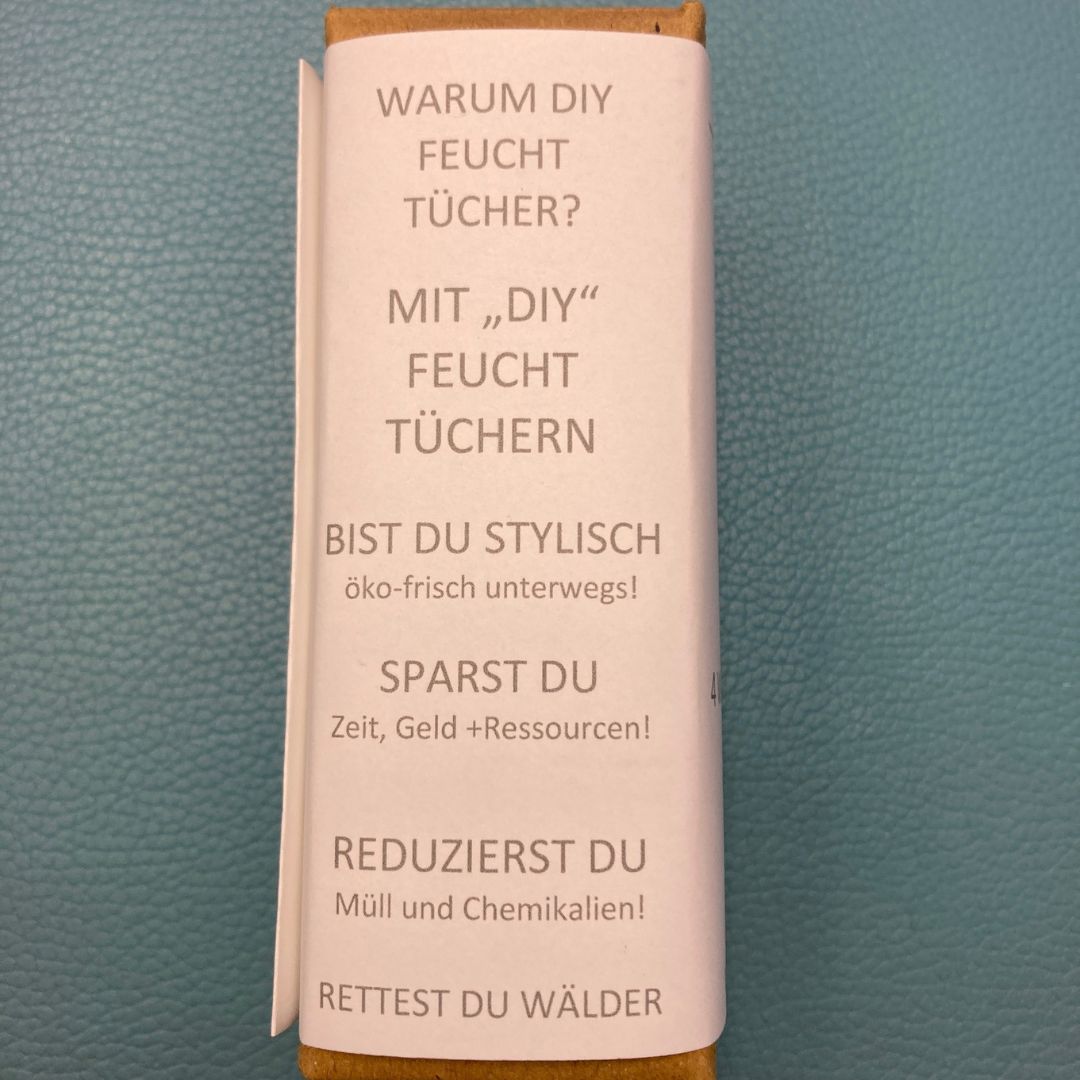 WARUM DIY
FEUCHT
TÜCHER?
MIT „DIY“
FEUCHT
TÜCHERN
BIST DU STYLISCH
öko-frisch unterwegs!
SPARST DU
Zeit, Geld +Ressourcen!
REDUZIERST DU
Müll und Chemikalien!
RETTEST DU WÄLDER